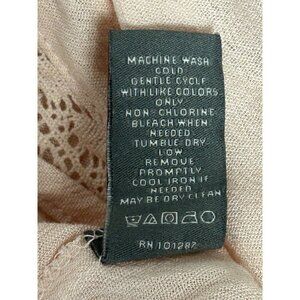 MACHINE WASH
COLD
GENTLE CYCLE
WITH LIKE COLORS
ONLY
NON-CHLORINE
BLEACH WHEN
NEEDED
TUMBLE DRY
LOW
REMOVE
PROMPTLY
COOL IRON IF
NEEDED
MAY BE DRY CLEAN
RN 101287